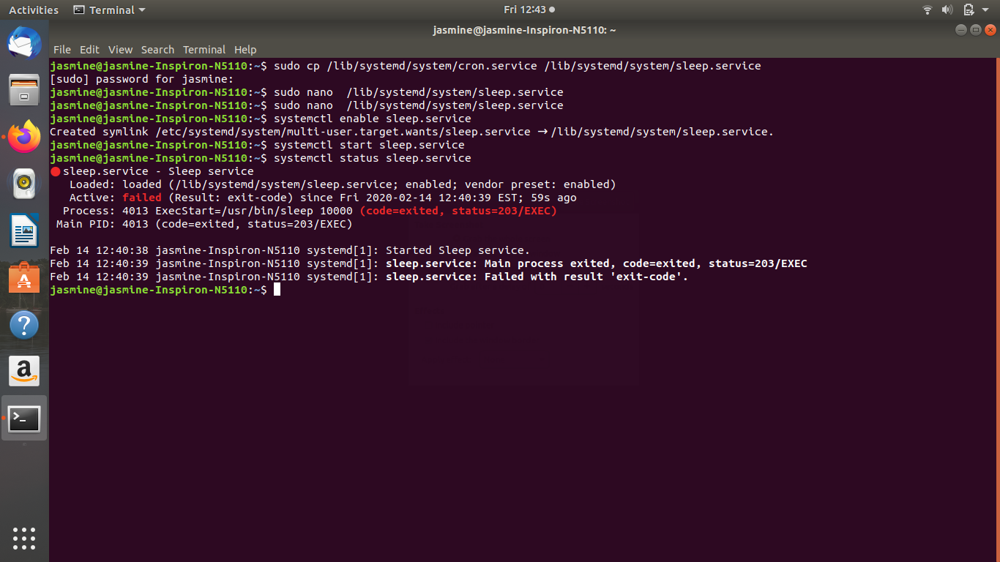 Activities Terminal Fri 12:43
jasmine@jasmine-Inspiron-N5110: ~
File Edit View Search Terminal Help
jasmine@jasmine-Inspiron-N5110:~$ sudo cp /lib/systemd/system/cron.service /lib/systemd/system/sleep.service
[sudo] password for jasmine:
jasmine@jasmine-Inspiron-N5110:~$ sudo nano  /lib/systemd/system/sleep.service
jasmine@jasmine-Inspiron-N5110:~$ sudo nano  /lib/systemd/system/sleep.service
jasmine@jasmine-Inspiron-N5110:~$ systemctl enable sleep.service
Created symlink /etc/systemd/system/multi-user.target.wants/sleep.service → /lib/systemd/system/sleep.service.
jasmine@jasmine-Inspiron-N5110:~$ systemctl start sleep.service
jasmine@jasmine-Inspiron-N5110:~$ systemctl status sleep.service
● sleep.service - Sleep service
   Loaded: loaded (/lib/systemd/system/sleep.service; enabled; vendor preset: enabled)
   Active: failed (Result: exit-code) since Fri 2020-02-14 12:40:39 EST; 59s ago
  Process: 4013 ExecStart=/usr/bin/sleep 10000 (code=exited, status=203/EXEC)
 Main PID: 4013 (code=exited, status=203/EXEC)

Feb 14 12:40:38 jasmine-Inspiron-N5110 systemd[1]: Started Sleep service.
Feb 14 12:40:39 jasmine-Inspiron-N5110 systemd[1]: sleep.service: Main process exited, code=exited, status=203/EXEC
Feb 14 12:40:39 jasmine-Inspiron-N5110 systemd[1]: sleep.service: Failed with result 'exit-code'.
jasmine@jasmine-Inspiron-N5110:~$